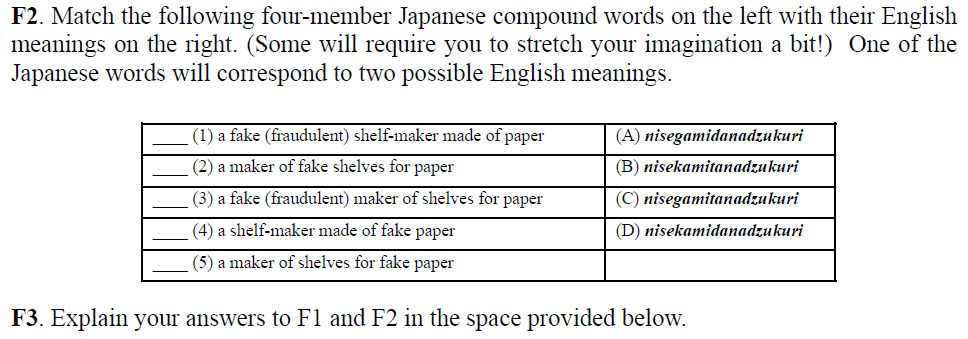 F2. Match the following four-member Japanese compound words on the left with their English
meanings on the right. (Some will require you to stretch your imagination a bit!) One of the
Japanese words will correspond to two possible English meanings.
____ (1) a fake (fraudulent) shelf-maker made of paper (A) nisegamidanadzukuri
____ (2) a maker of fake shelves for paper (B) nisekamitanadzukuri
____ (3) a fake (fraudulent) maker of shelves for paper (C) nisegamitanadzukuri
____ (4) a shelf-maker made of fake paper (D) nisekamidanadzukuri
____ (5) a maker of shelves for fake paper
F3. Explain your answers to F1 and F2 in the space provided below.